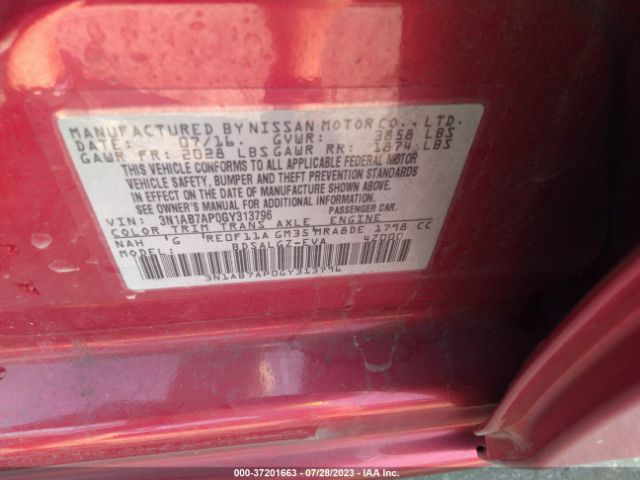 MANUFACTURED BY NISSAN MOTOR CO., LTD.
DATE: 07/16. GVWR: 3858 LBS
GAWR FR: 2028 LBS GAWR RR: 1874 LBS
THIS VEHICLE CONFORMS TO ALL APPLICABLE FEDERAL MOTOR
VEHICLE SAFETY, BUMPER AND THEFT PREVENTION STANDARDS
IN EFFECT ON THE DATE OF MANUFACTURE SHOWN ABOVE.
SEE OWNER'S MANUAL
VIN: 3N1AB7AP0GY313796 PASSENGER CAR.
COLOR TRIM TRANS AXLE ENGINE
NAH G RE0F11A GM35 MRA8DE 1798 CC
MODEL: BDSALGZ-EVA 47000
3N1AB7AP0GY313796
000-37201663 - 07/28/2023 - IAA Inc.